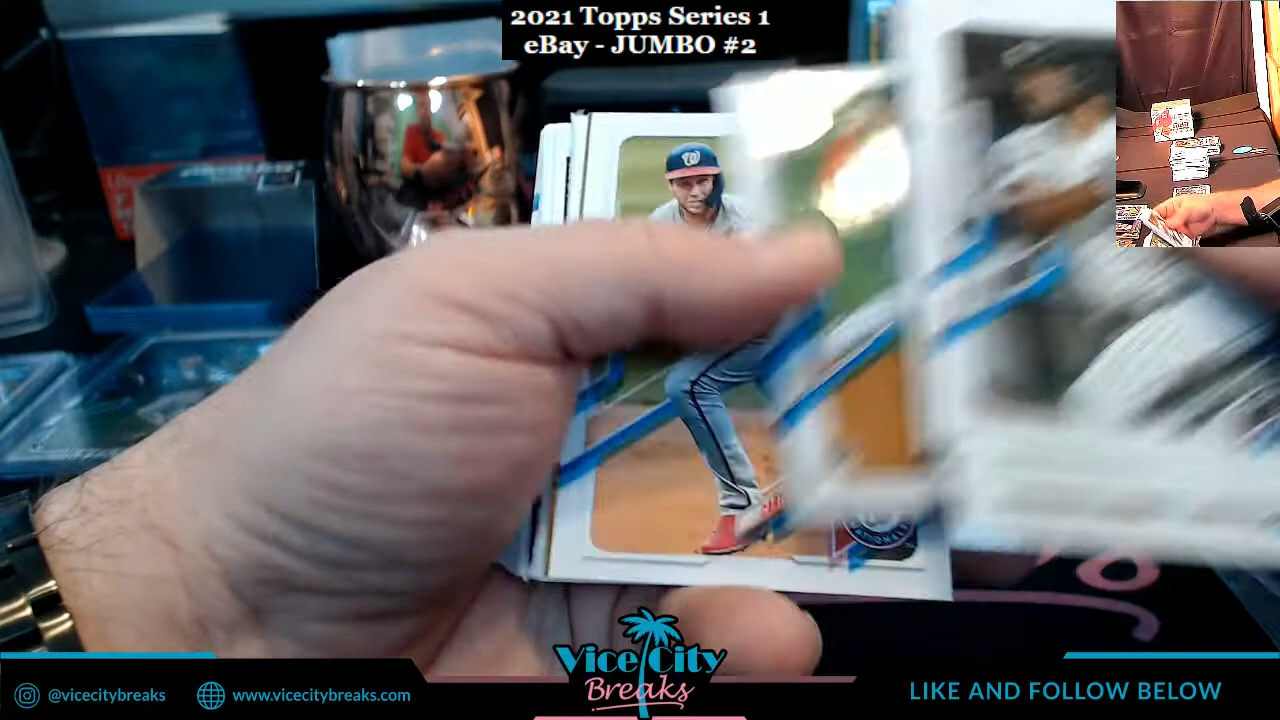 2021 Topps Series 1
eBay - JUMBO #2
W
Vice City
Breaks
@vicecitybreaks
www.vicecitybreaks.com
LIKE AND FOLLOW BELOW